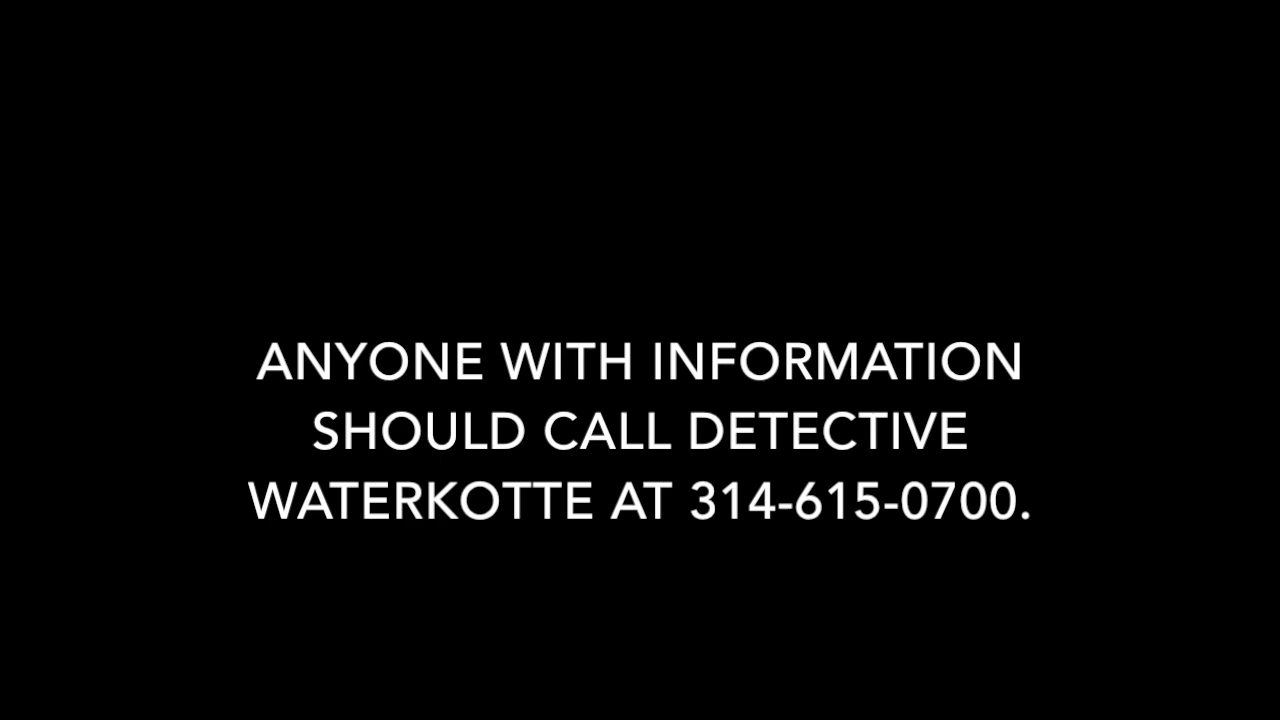 ANYONE WITH INFORMATION
SHOULD CALL DETECTIVE
WATERKOTTE AT 314-615-0700.